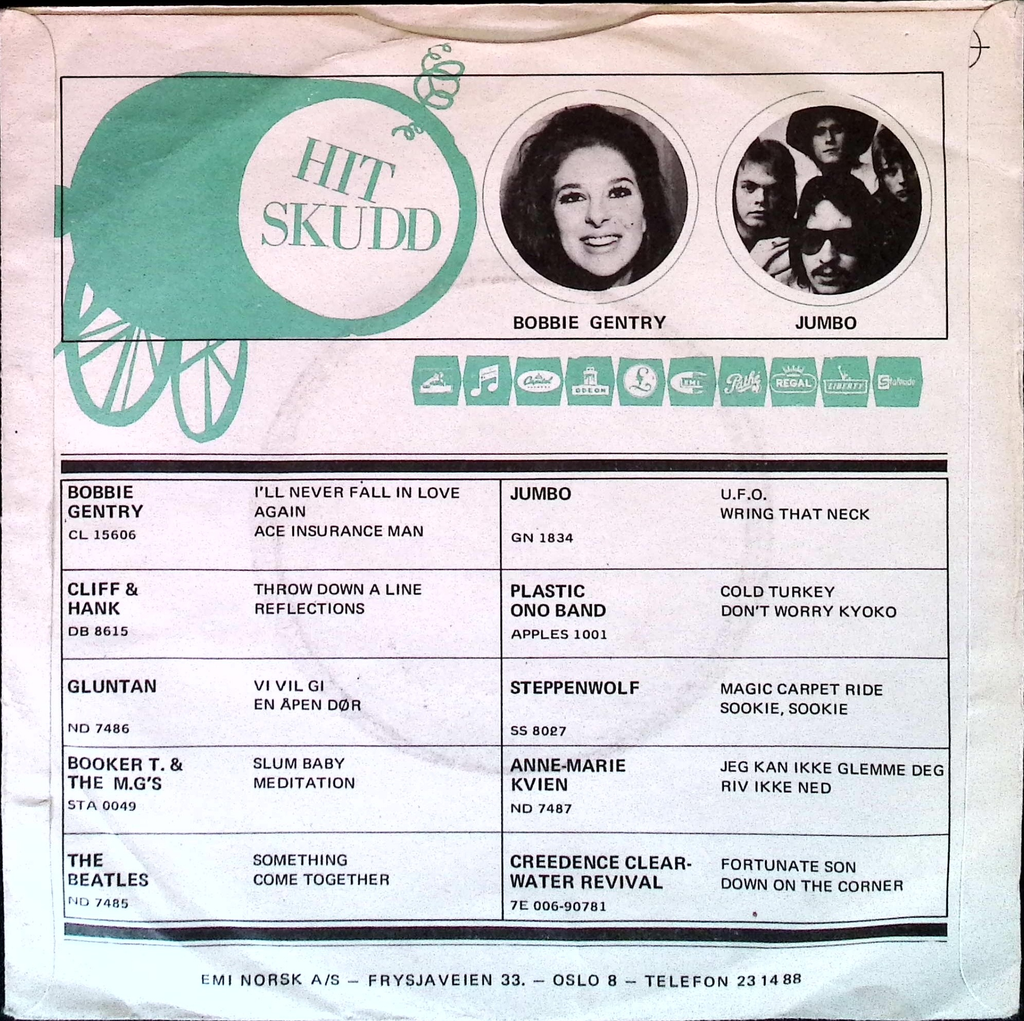 HIT
SKUDD
BOBBIE GENTRY
JUMBO
Capitol
ODEON
£
EMI
Pathé
REGAL
LIBERTY
Stateside
BOBBIE
GENTRY
CL 15606
I'LL NEVER FALL IN LOVE
AGAIN
ACE INSURANCE MAN
JUMBO
GN 1834
U.F.O.
WRING THAT NECK
CLIFF &
HANK
DB 8615
THROW DOWN A LINE
REFLECTIONS
PLASTIC
ONO BAND
APPLES 1001
COLD TURKEY
DON'T WORRY KYOKO
GLUNTAN
ND 7486
VI VIL GI
EN ÅPEN DØR
STEPPENWOLF
SS 8027
MAGIC CARPET RIDE
SOOKIE, SOOKIE
BOOKER T. &
THE M.G'S
STA 0049
SLUM BABY
MEDITATION
ANNE-MARIE
KVIEN
ND 7487
JEG KAN IKKE GLEMME DEG
RIV IKKE NED
THE
BEATLES
ND 7485
SOMETHING
COME TOGETHER
CREEDENCE CLEAR-
WATER REVIVAL
7E 006-90781
FORTUNATE SON
DOWN ON THE CORNER
EMI NORSK A/S — FRYSJAVEIEN 33. — OSLO 8 — TELEFON 23 14 88